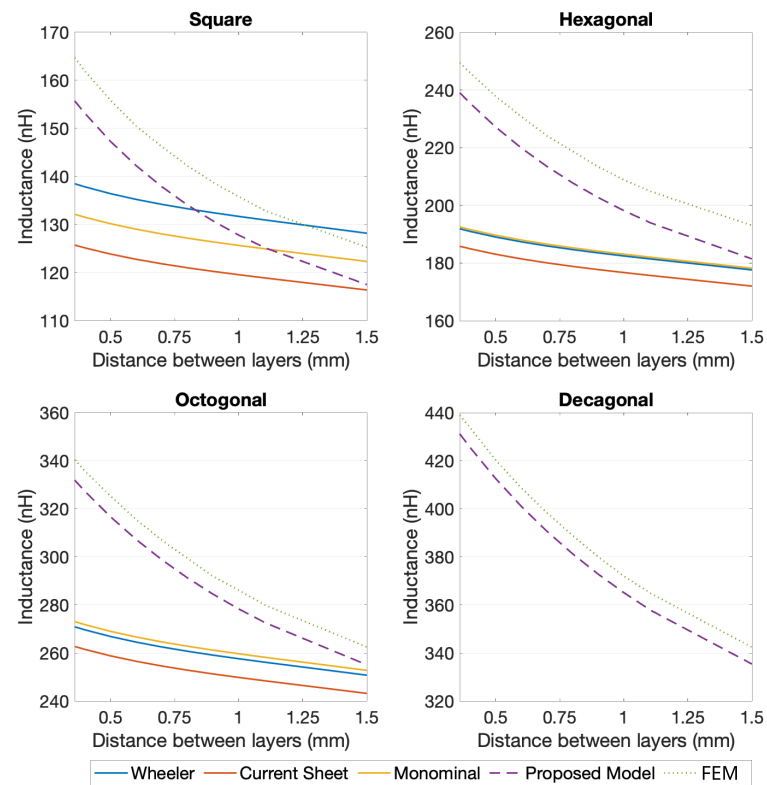 Square
170
160
150
140
130
120
110
Inductance (nH)
0.5 0.75 1 1.25 1.5
Distance between layers (mm)
Hexagonal
260
240
220
200
180
160
Inductance (nH)
0.5 0.75 1 1.25 1.5
Distance between layers (mm)
Octogonal
360
340
320
300
280
260
240
Inductance (nH)
0.5 0.75 1 1.25 1.5
Distance between layers (mm)
Decagonal
440
420
400
380
360
340
320
Inductance (nH)
0.5 0.75 1 1.25 1.5
Distance between layers (mm)
Wheeler Current Sheet Monominal Proposed Model FEM